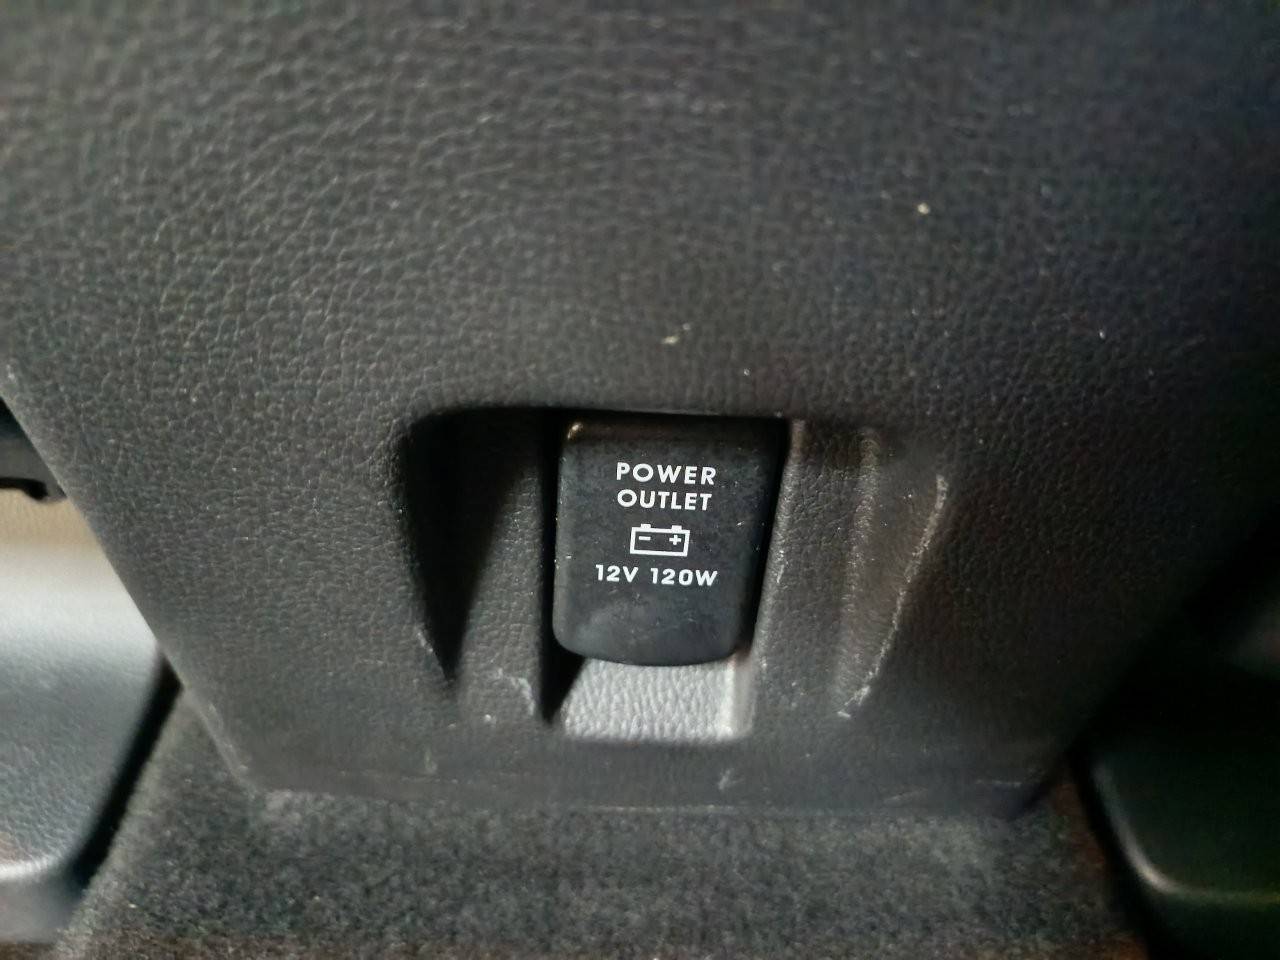 POWER
OUTLET
- +
12V 120W